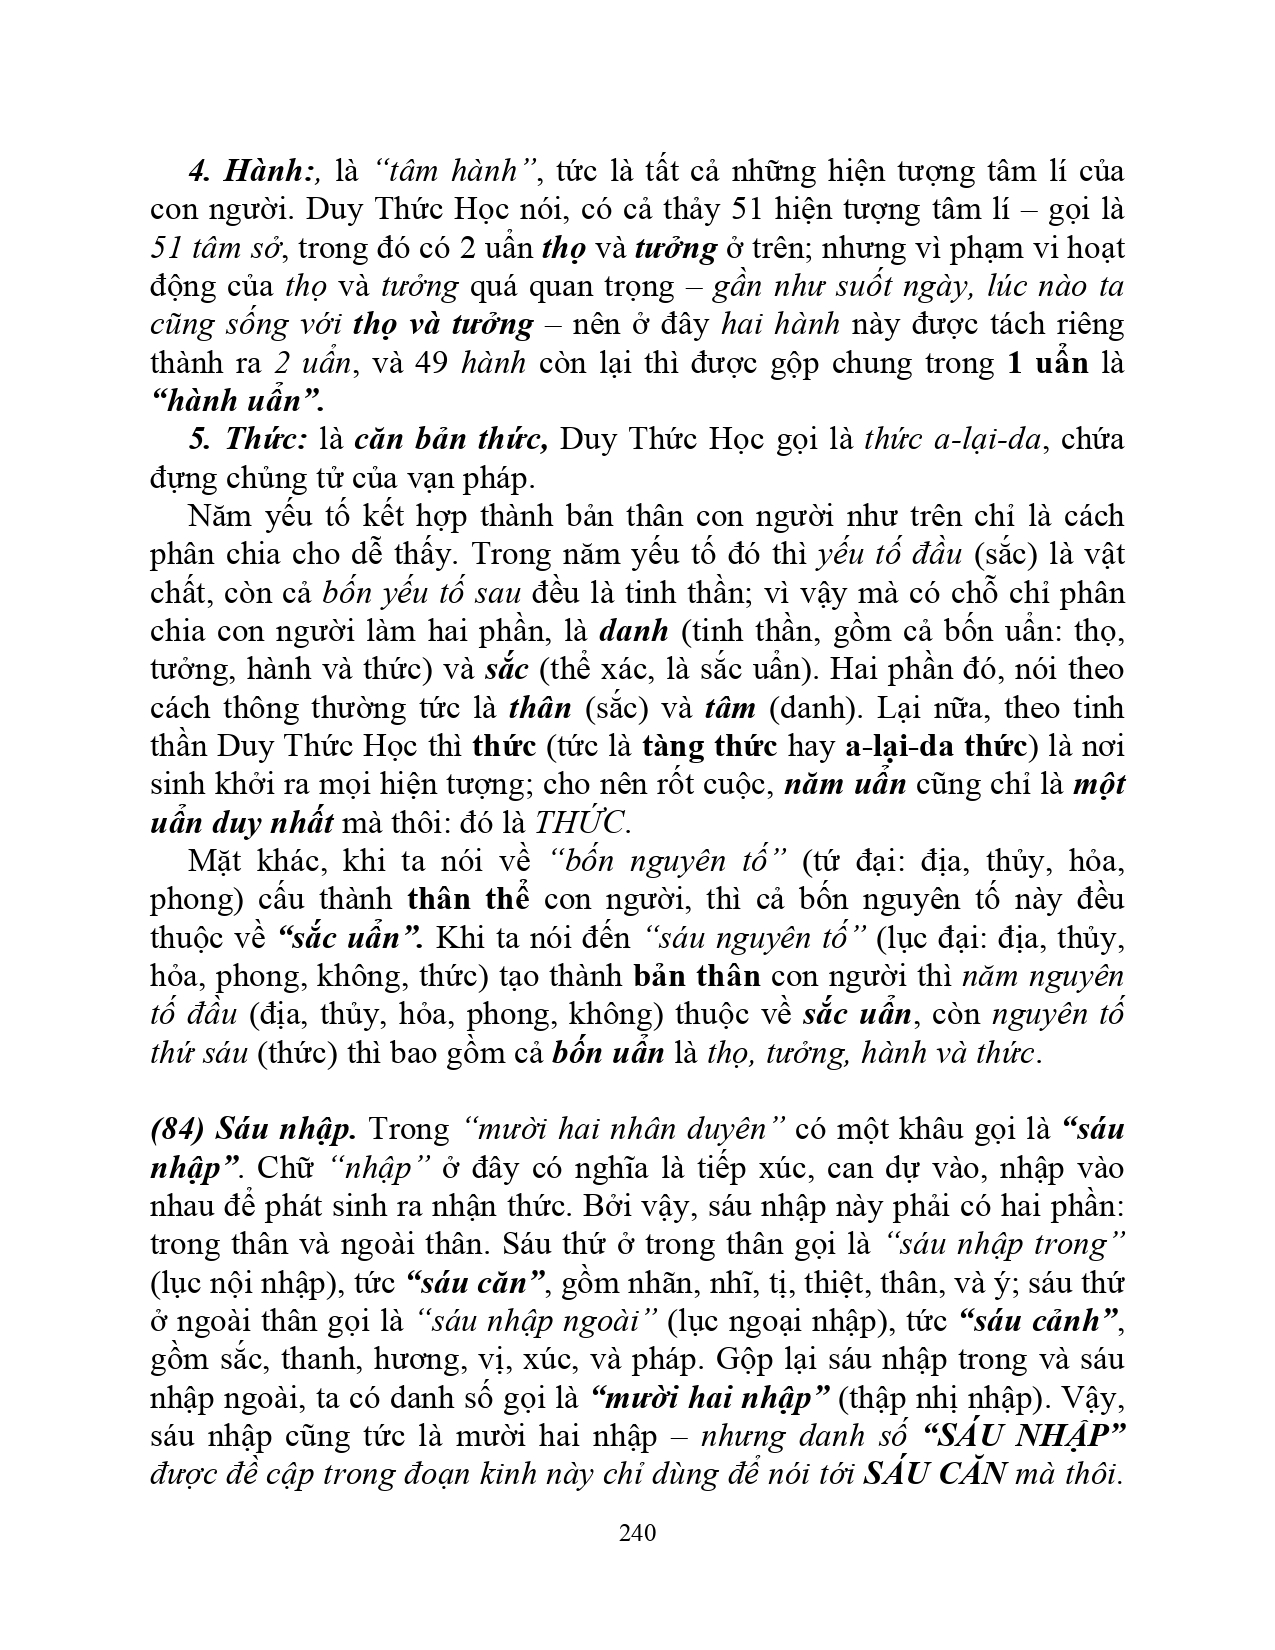 4. Hành:, là “tâm hành”, tức là tất cả những hiện tượng tâm lí của
con người. Duy Thức Học nói, có cả thảy 51 hiện tượng tâm lí – gọi là
51 tâm sở, trong đó có 2 uẩn thọ và tưởng ở trên; nhưng vì phạm vi hoạt
động của thọ và tưởng quá quan trọng – gần như suốt ngày, lúc nào ta
cũng sống với thọ và tưởng – nên ở đây hai hành này được tách riêng
thành ra 2 uẩn, và 49 hành còn lại thì được gộp chung trong 1 uẩn là
“hành uẩn”.
5. Thức: là căn bản thức, Duy Thức Học gọi là thức a-lại-da, chứa
đựng chủng tử của vạn pháp.
Năm yếu tố kết hợp thành bản thân con người như trên chỉ là cách
phân chia cho dễ thấy. Trong năm yếu tố đó thì yếu tố đầu (sắc) là vật
chất, còn cả bốn yếu tố sau đều là tinh thần; vì vậy mà có chỗ chỉ phân
chia con người làm hai phần, là danh (tinh thần, gồm cả bốn uẩn: thọ,
tưởng, hành và thức) và sắc (thể xác, là sắc uẩn). Hai phần đó, nói theo
cách thông thường tức là thân (sắc) và tâm (danh). Lại nữa, theo tinh
thần Duy Thức Học thì thức (tức là tàng thức hay a-lại-da thức) là nơi
sinh khởi ra mọi hiện tượng; cho nên rốt cuộc, năm uẩn cũng chỉ là một
uẩn duy nhất mà thôi: đó là THỨC.
Mặt khác, khi ta nói về “bốn nguyên tố” (tứ đại: địa, thủy, hỏa,
phong) cấu thành thân thể con người, thì cả bốn nguyên tố này đều
thuộc về “sắc uẩn”. Khi ta nói đến “sáu nguyên tố” (lục đại: địa, thủy,
hỏa, phong, không, thức) tạo thành bản thân con người thì năm nguyên
tố đầu (địa, thủy, hỏa, phong, không) thuộc về sắc uẩn, còn nguyên tố
thứ sáu (thức) thì bao gồm cả bốn uẩn là thọ, tưởng, hành và thức.
(84) Sáu nhập. Trong “mười hai nhân duyên” có một khâu gọi là “sáu
nhập”. Chữ “nhập” ở đây có nghĩa là tiếp xúc, can dự vào, nhập vào
nhau để phát sinh ra nhận thức. Bởi vậy, sáu nhập này phải có hai phần:
trong thân và ngoài thân. Sáu thứ ở trong thân gọi là “sáu nhập trong”
(lục nội nhập), tức “sáu căn”, gồm nhãn, nhĩ, tị, thiệt, thân, và ý; sáu thứ
ở ngoài thân gọi là “sáu nhập ngoài” (lục ngoại nhập), tức “sáu cảnh”,
gồm sắc, thanh, hương, vị, xúc, và pháp. Gộp lại sáu nhập trong và sáu
nhập ngoài, ta có danh số gọi là “mười hai nhập” (thập nhị nhập). Vậy,
sáu nhập cũng tức là mười hai nhập – nhưng danh số “SÁU NHẬP”
được đề cập trong đoạn kinh này chỉ dùng để nói tới SÁU CĂN mà thôi.
240